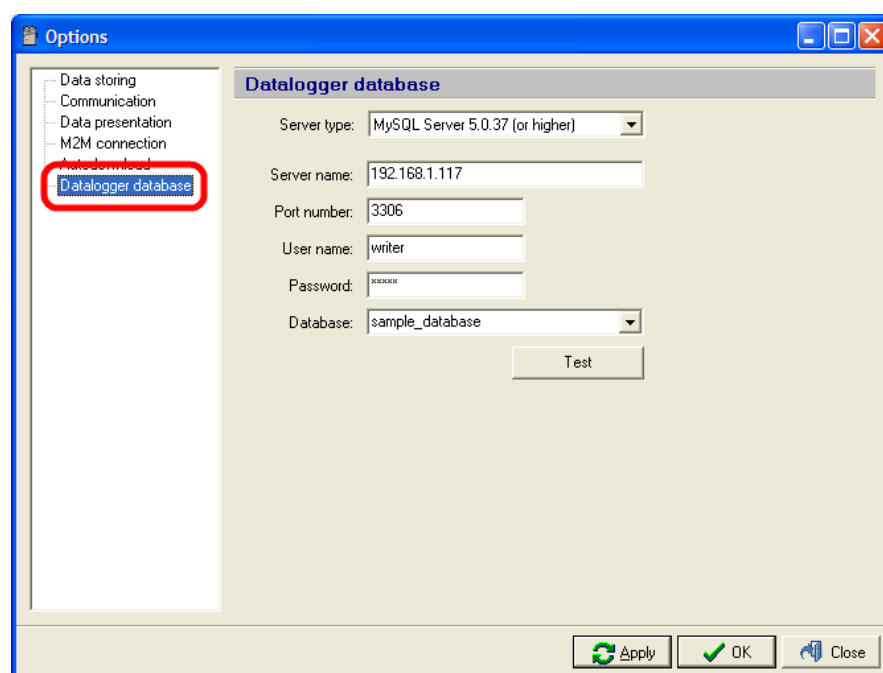 Options
Data storing
Communication
Data presentation
M2M connection
Autodownload
Datalogger database
Datalogger database
Server type: MySQL Server 5.0.37 (or higher)
Server name: 192.168.1.117
Port number: 3306
User name: writer
Password: xxxxx
Database: sample_database
Test
Apply OK Close